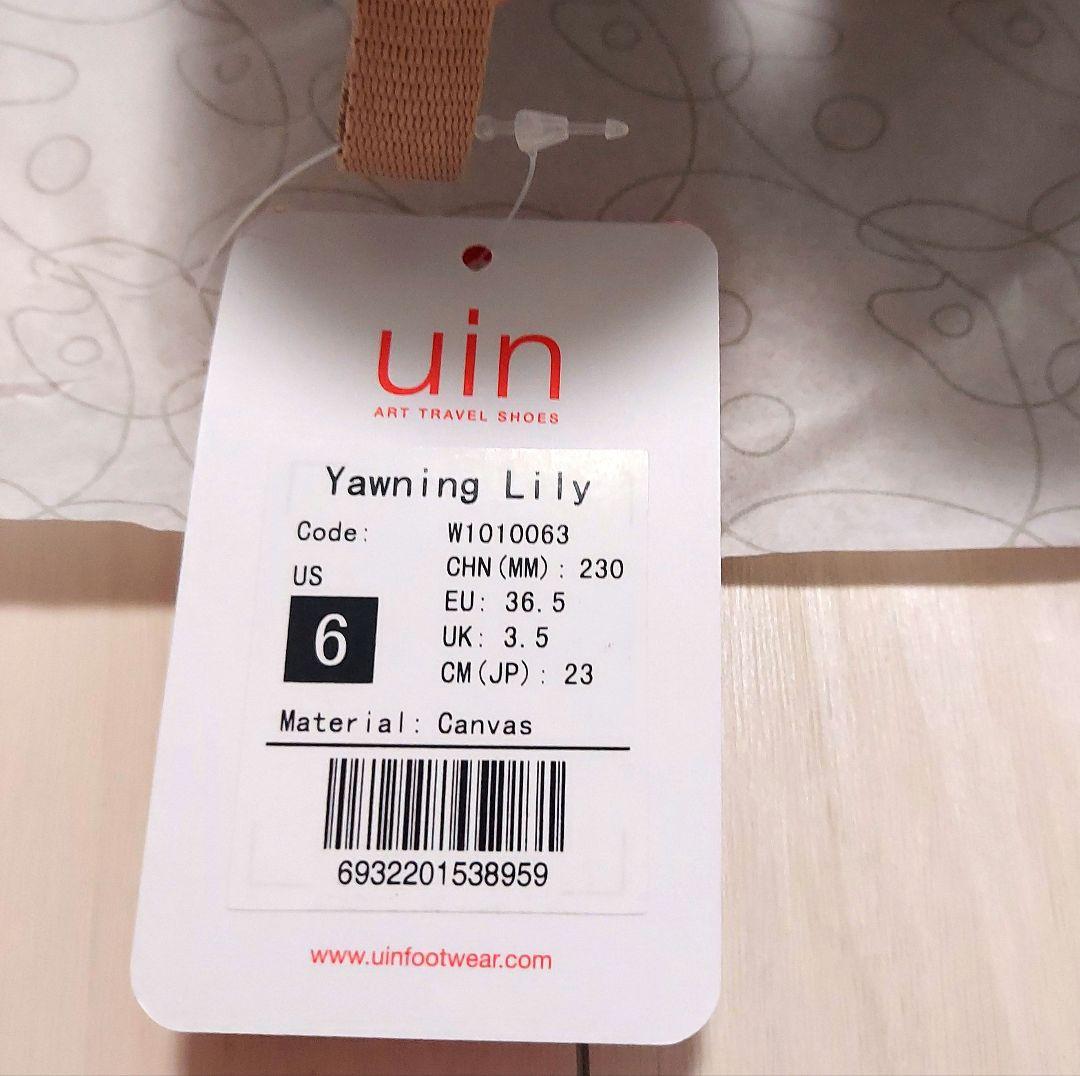 uin
ART TRAVEL SHOES
Yawning Lily
Code: W1010063
CHN(MM): 230
US
EU: 36.5
6
UK: 3.5
CM(JP): 23
Material: Canvas
6932201538959
www.uinfootwear.com